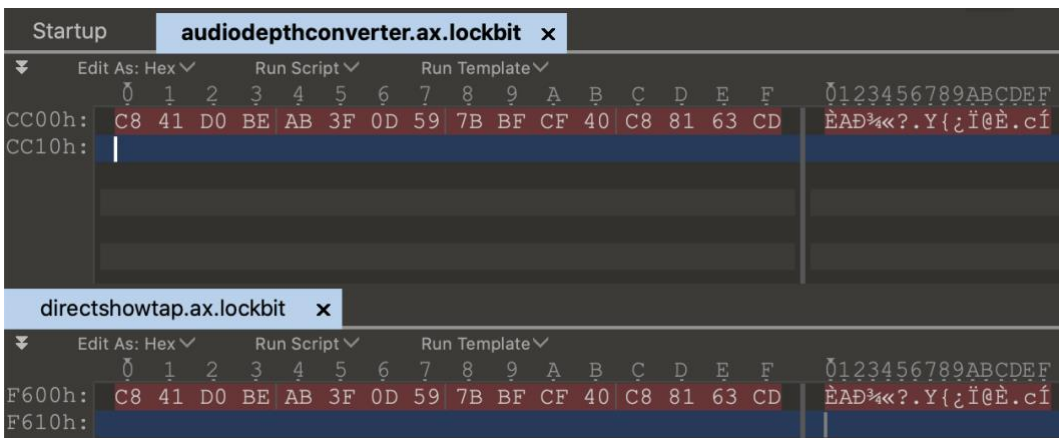 Startup audiodepthconverter.ax.lockbit ×
Edit As: Hex Run Script Run Template
0 1 2 3 4 5 6 7 8 9 A B C D E F 0123456789ABCDEF
CC00h: C8 41 D0 BE AB 3F 0D 59 7B BF CF 40 C8 81 63 CD ÈAÐ¾«?.Y{¿Ï@È.cÍ
CC10h:
directshowtap.ax.lockbit ×
Edit As: Hex Run Script Run Template
0 1 2 3 4 5 6 7 8 9 A B C D E F 0123456789ABCDEF
F600h: C8 41 D0 BE AB 3F 0D 59 7B BF CF 40 C8 81 63 CD ÈAÐ¾«?.Y{¿Ï@È.cÍ
F610h: